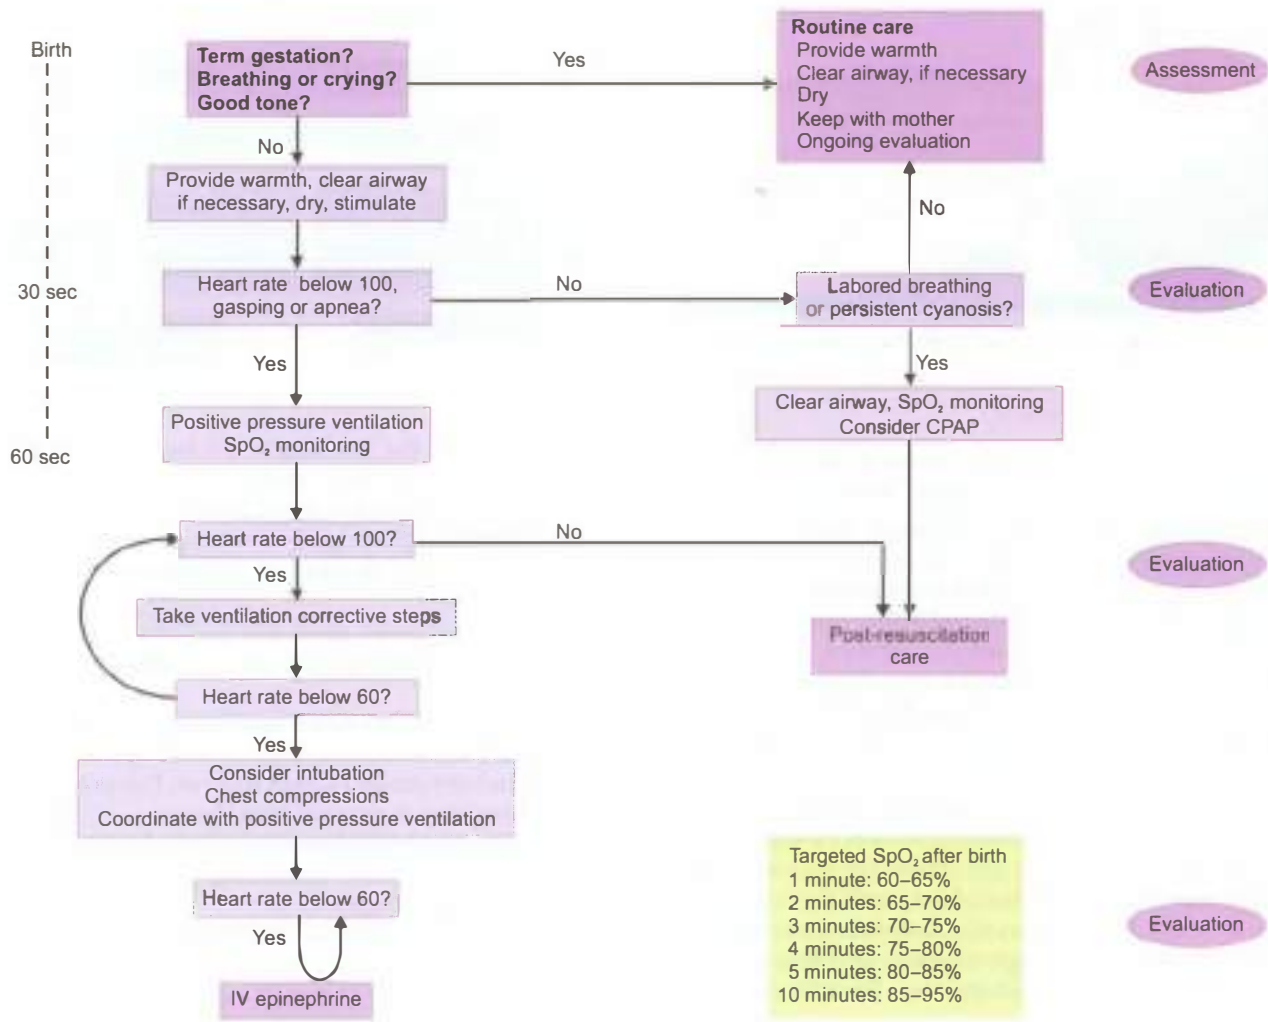 Birth
Term gestation?
Breathing or crying?
Good tone?
Yes
Routine care
Provide warmth
Clear airway, if necessary
Dry
Keep with mother
Ongoing evaluation
Assessment
No
Provide warmth, clear airway
if necessary, dry, stimulate
No
30 sec
Heart rate below 100,
gasping or apnea?
No
Labored breathing
or persistent cyanosis?
Evaluation
Yes
Yes
Positive pressure ventilation
SpO₂ monitoring
Clear airway, SpO₂ monitoring
Consider CPAP
60 sec
Heart rate below 100?
No
Evaluation
Yes
Take ventilation corrective steps
Post-resuscitation
care
Heart rate below 60?
Yes
Consider intubation
Chest compressions
Coordinate with positive pressure ventilation
Heart rate below 60?
Yes
IV epinephrine
Targeted SpO₂ after birth
1 minute: 60–65%
2 minutes: 65–70%
3 minutes: 70–75%
4 minutes: 75–80%
5 minutes: 80–85%
10 minutes: 85–95%
Evaluation